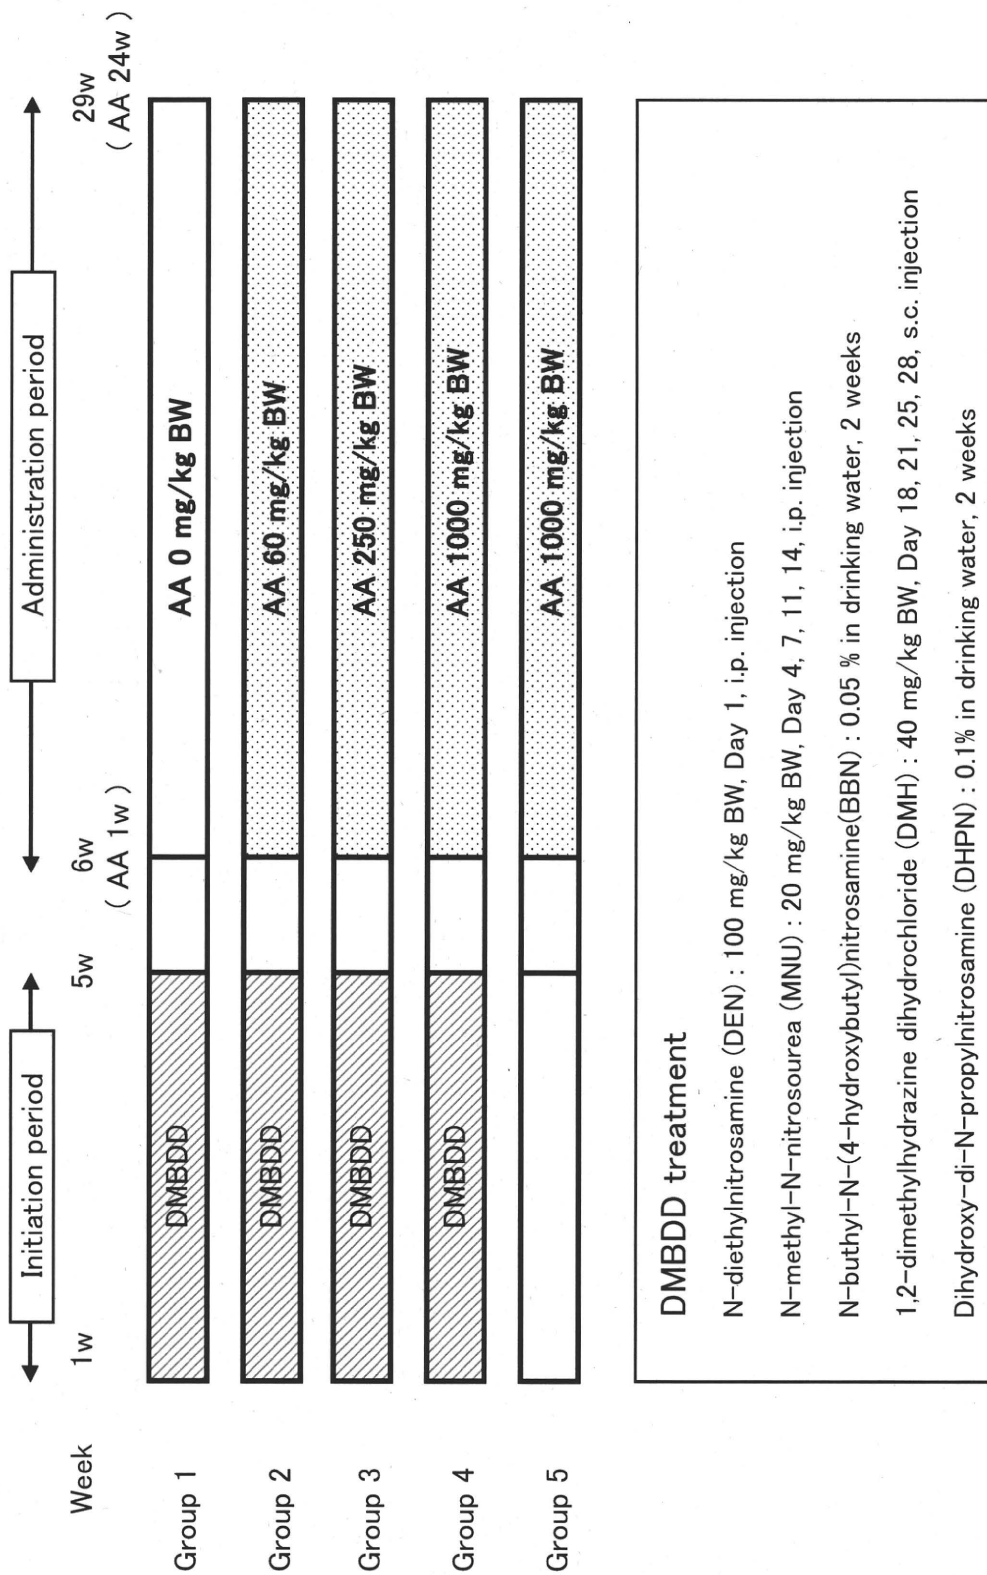 Initiation period
Administration period
Week
1w
5w
6w
29w
( AA 1w )
( AA 24w )
Group 1
DMBDD
AA 0 mg/kg BW
Group 2
DMBDD
AA 60 mg/kg BW
Group 3
DMBDD
AA 250 mg/kg BW
Group 4
DMBDD
AA 1000 mg/kg BW
Group 5
AA 1000 mg/kg BW
DMBDD treatment
N-diethylnitrosamine (DEN) : 100 mg/kg BW, Day 1, i.p. injection
N-methyl-N-nitrosourea (MNU) : 20 mg/kg BW, Day 4, 7, 11, 14, i.p. injection
N-buthyl-N-(4-hydroxybutyl)nitrosamine(BBN) : 0.05 % in drinking water, 2 weeks
1,2-dimethylhydrazine dihydrochloride (DMH) : 40 mg/kg BW, Day 18, 21, 25, 28, s.c. injection
Dihydroxy-di-N-propylnitrosamine (DHPN) : 0.1% in drinking water, 2 weeks